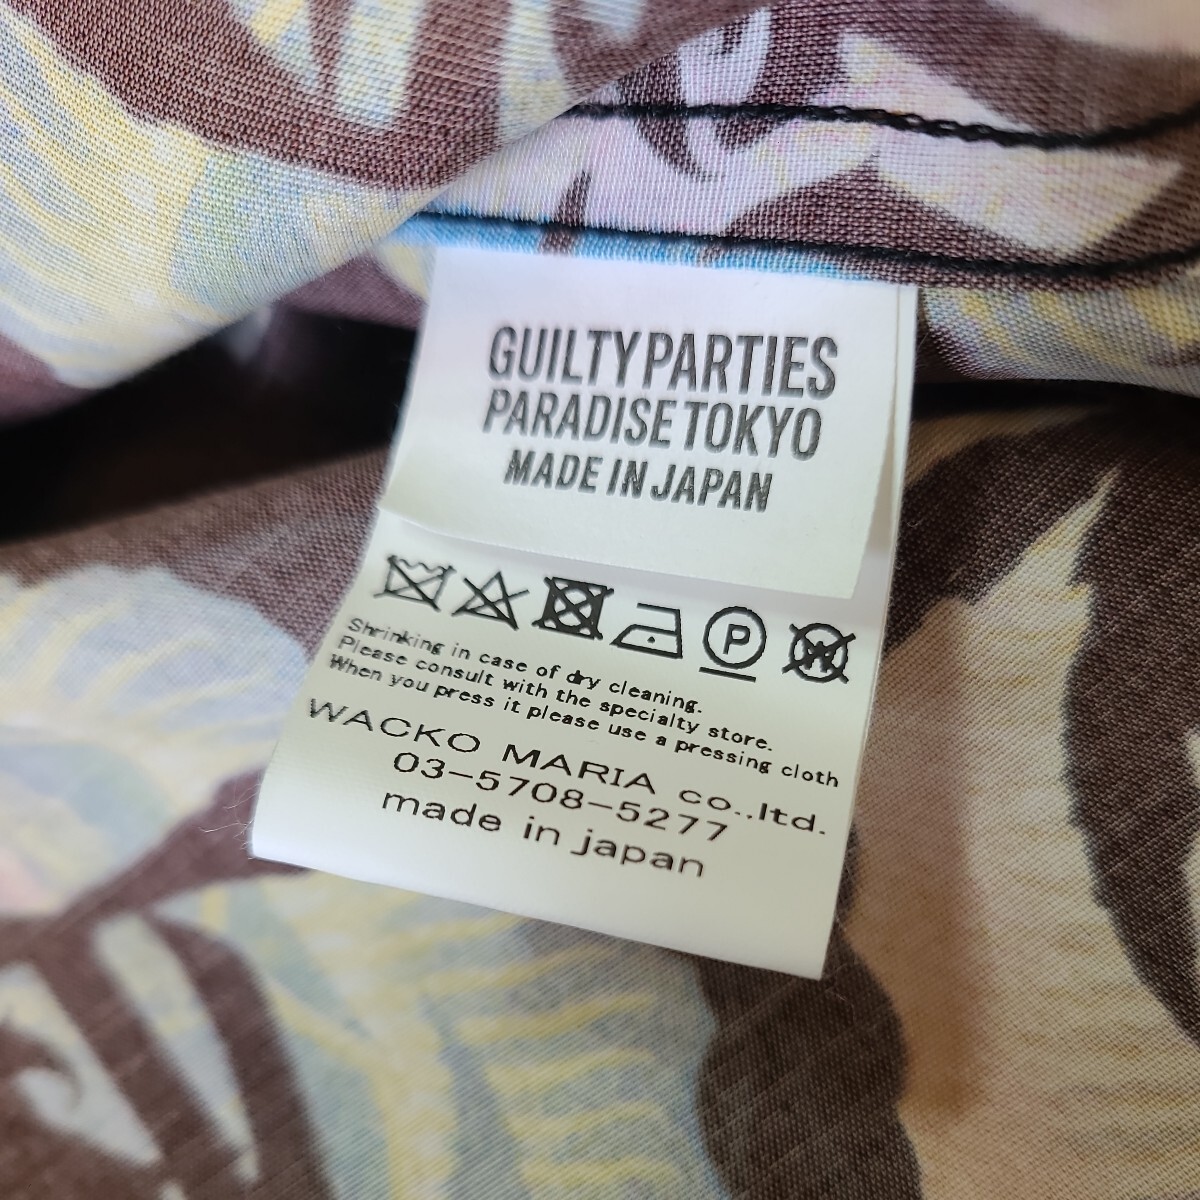 GUILTY PARTIES
PARADISE TOKYO
MADE IN JAPAN
P
W
Shrinking in case of dry cleaning.
Please consult with the specialty store.
When you press it please use a pressing cloth
WACKO MARIA co.,ltd.
03-5708-5277
made in japan